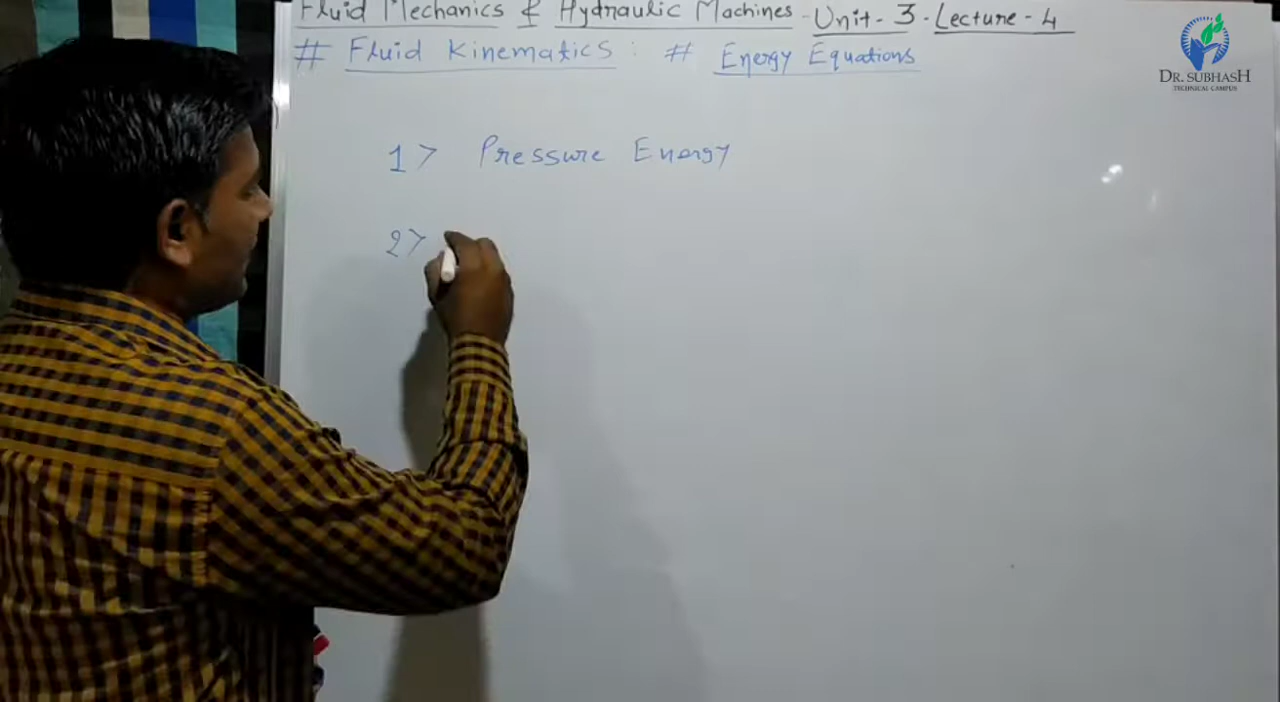 Fluid Mechanics & Hydraulic Machines - Unit - 3 - Lecture - 4
# Fluid Kinematics : # Energy Equations
DR. SUBHASH
TECHNICAL CAMPUS
1> Pressure Energy
2>